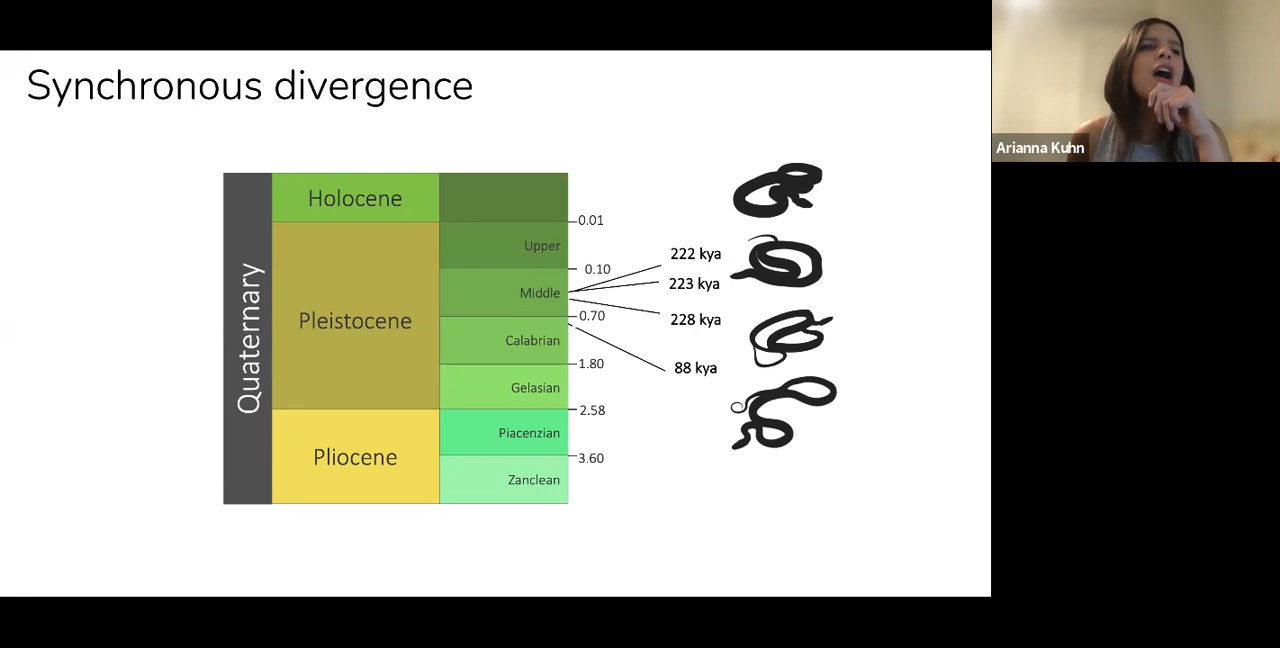 Synchronous divergence
Arianna Kuhn
Quaternary
Holocene
Pleistocene
Pliocene
Upper
Middle
Calabrian
Gelasian
Piacenzian
Zanclean
0.01
0.10
0.70
1.80
2.58
3.60
222 kya
223 kya
228 kya
88 kya